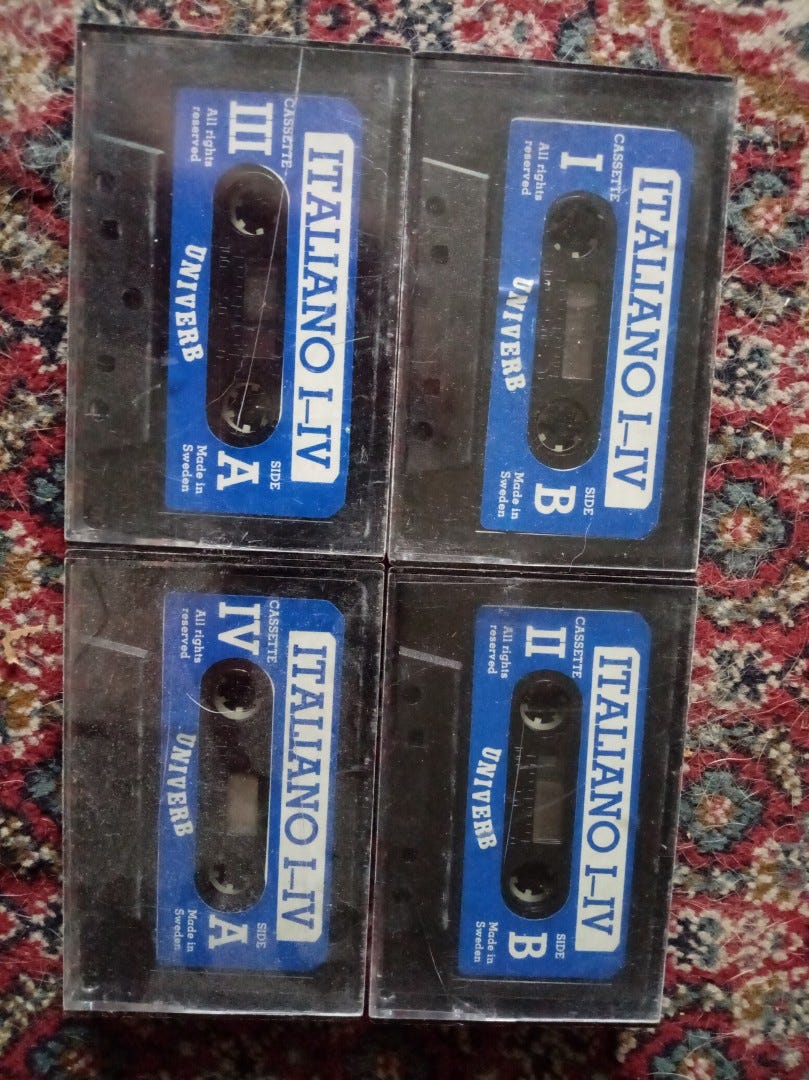 ITALIANO I–IV
CASSETTE
III
All rights
reserved
UNIVERB
SIDE
A
Made in
Sweden
ITALIANO I–IV
CASSETTE
I
All rights
reserved
UNIVERB
SIDE
B
Made in
Sweden
ITALIANO I–IV
CASSETTE
IV
All rights
reserved
UNIVERB
SIDE
A
Made in
Sweden
ITALIANO I–IV
CASSETTE
II
All rights
reserved
UNIVERB
SIDE
B
Made in
Sweden